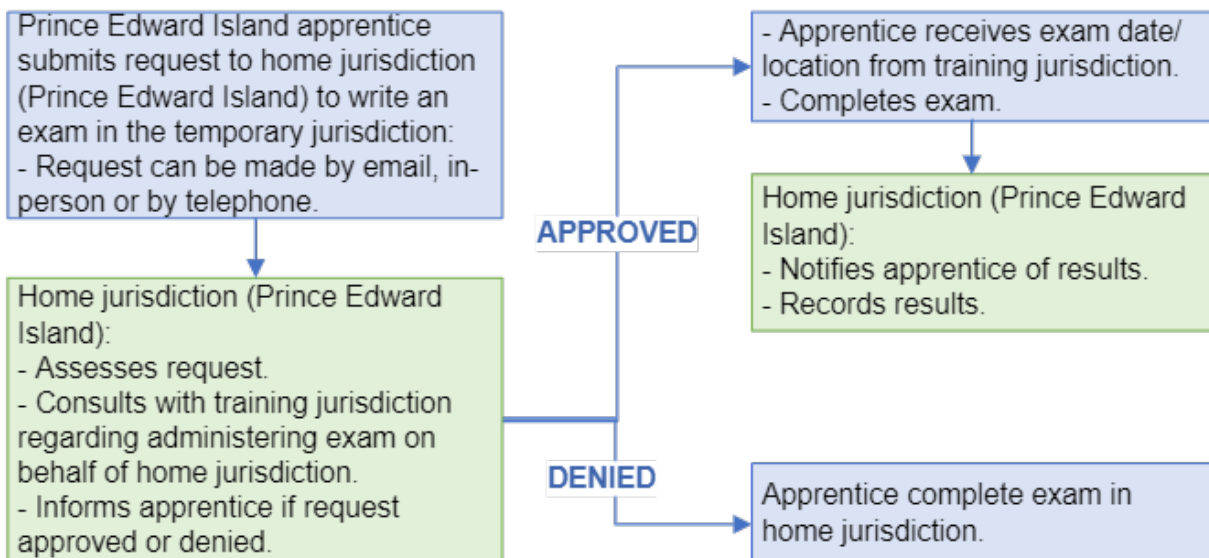 Prince Edward Island apprentice
submits request to home jurisdiction
(Prince Edward Island) to write an
exam in the temporary jurisdiction:
- Request can be made by email, in-
person or by telephone.
Home jurisdiction (Prince Edward
Island):
- Assesses request.
- Consults with training jurisdiction
regarding administering exam on
behalf of home jurisdiction.
- Informs apprentice if request
approved or denied.
APPROVED
- Apprentice receives exam date/
location from training jurisdiction.
- Completes exam.
Home jurisdiction (Prince Edward
Island):
- Notifies apprentice of results.
- Records results.
DENIED
Apprentice complete exam in
home jurisdiction.